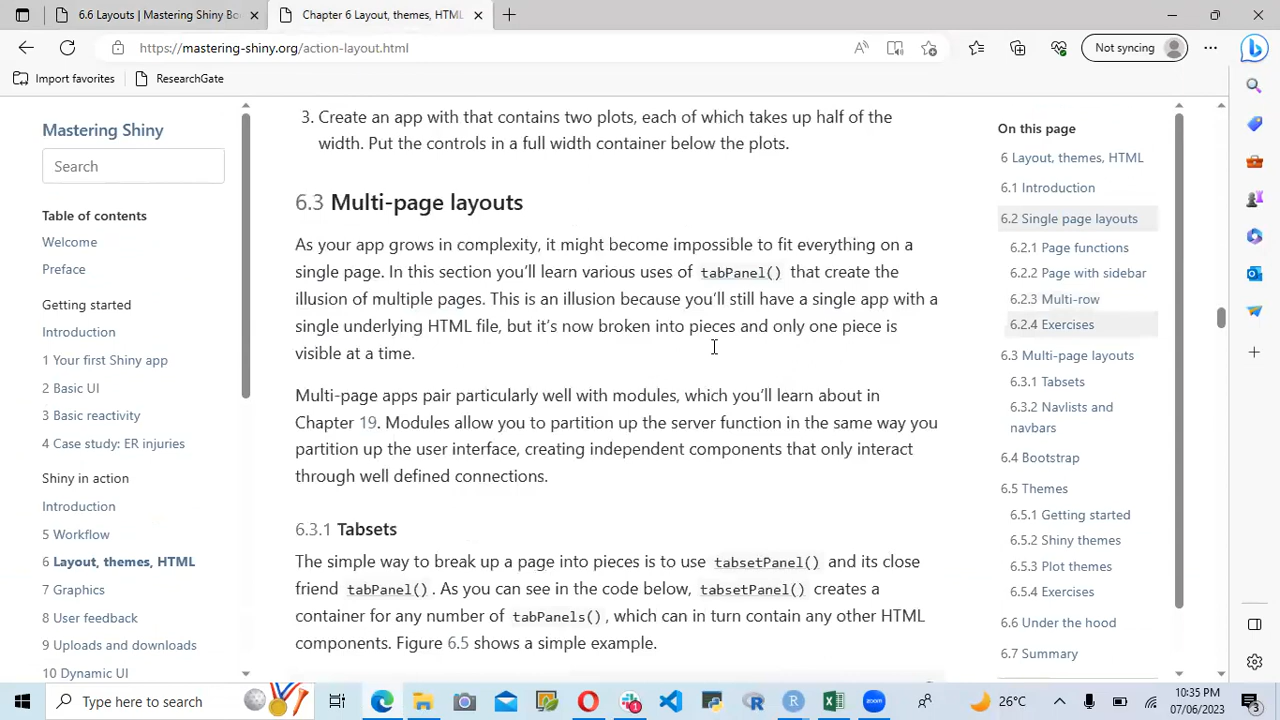 6.6 Layouts | Mastering Shiny Bo
Chapter 6 Layout, themes, HTML
https://mastering-shiny.org/action-layout.html
Not syncing
Import favorites
ResearchGate
Mastering Shiny
Search
Table of contents
Welcome
Preface
Getting started
Introduction
1 Your first Shiny app
2 Basic UI
3 Basic reactivity
4 Case study: ER injuries
Shiny in action
Introduction
5 Workflow
6 Layout, themes, HTML
7 Graphics
8 User feedback
9 Uploads and downloads
10 Dynamic UI
3. Create an app with that contains two plots, each of which takes up half of the
width. Put the controls in a full width container below the plots.
6.3 Multi-page layouts
As your app grows in complexity, it might become impossible to fit everything on a
single page. In this section you’ll learn various uses of tabPanel() that create the
illusion of multiple pages. This is an illusion because you’ll still have a single app with a
single underlying HTML file, but it’s now broken into pieces and only one piece is
visible at a time.
Multi-page apps pair particularly well with modules, which you’ll learn about in
Chapter 19. Modules allow you to partition up the server function in the same way you
partition up the user interface, creating independent components that only interact
through well defined connections.
6.3.1 Tabsets
The simple way to break up a page into pieces is to use tabsetPanel() and its close
friend tabPanel(). As you can see in the code below, tabsetPanel() creates a
container for any number of tabPanels(), which can in turn contain any other HTML
components. Figure 6.5 shows a simple example.
On this page
6 Layout, themes, HTML
6.1 Introduction
6.2 Single page layouts
6.2.1 Page functions
6.2.2 Page with sidebar
6.2.3 Multi-row
6.2.4 Exercises
6.3 Multi-page layouts
6.3.1 Tabsets
6.3.2 Navlists and
navbars
6.4 Bootstrap
6.5 Themes
6.5.1 Getting started
6.5.2 Shiny themes
6.5.3 Plot themes
6.5.4 Exercises
6.6 Under the hood
6.7 Summary
Type here to search
26°C
10:35 PM
07/06/2023